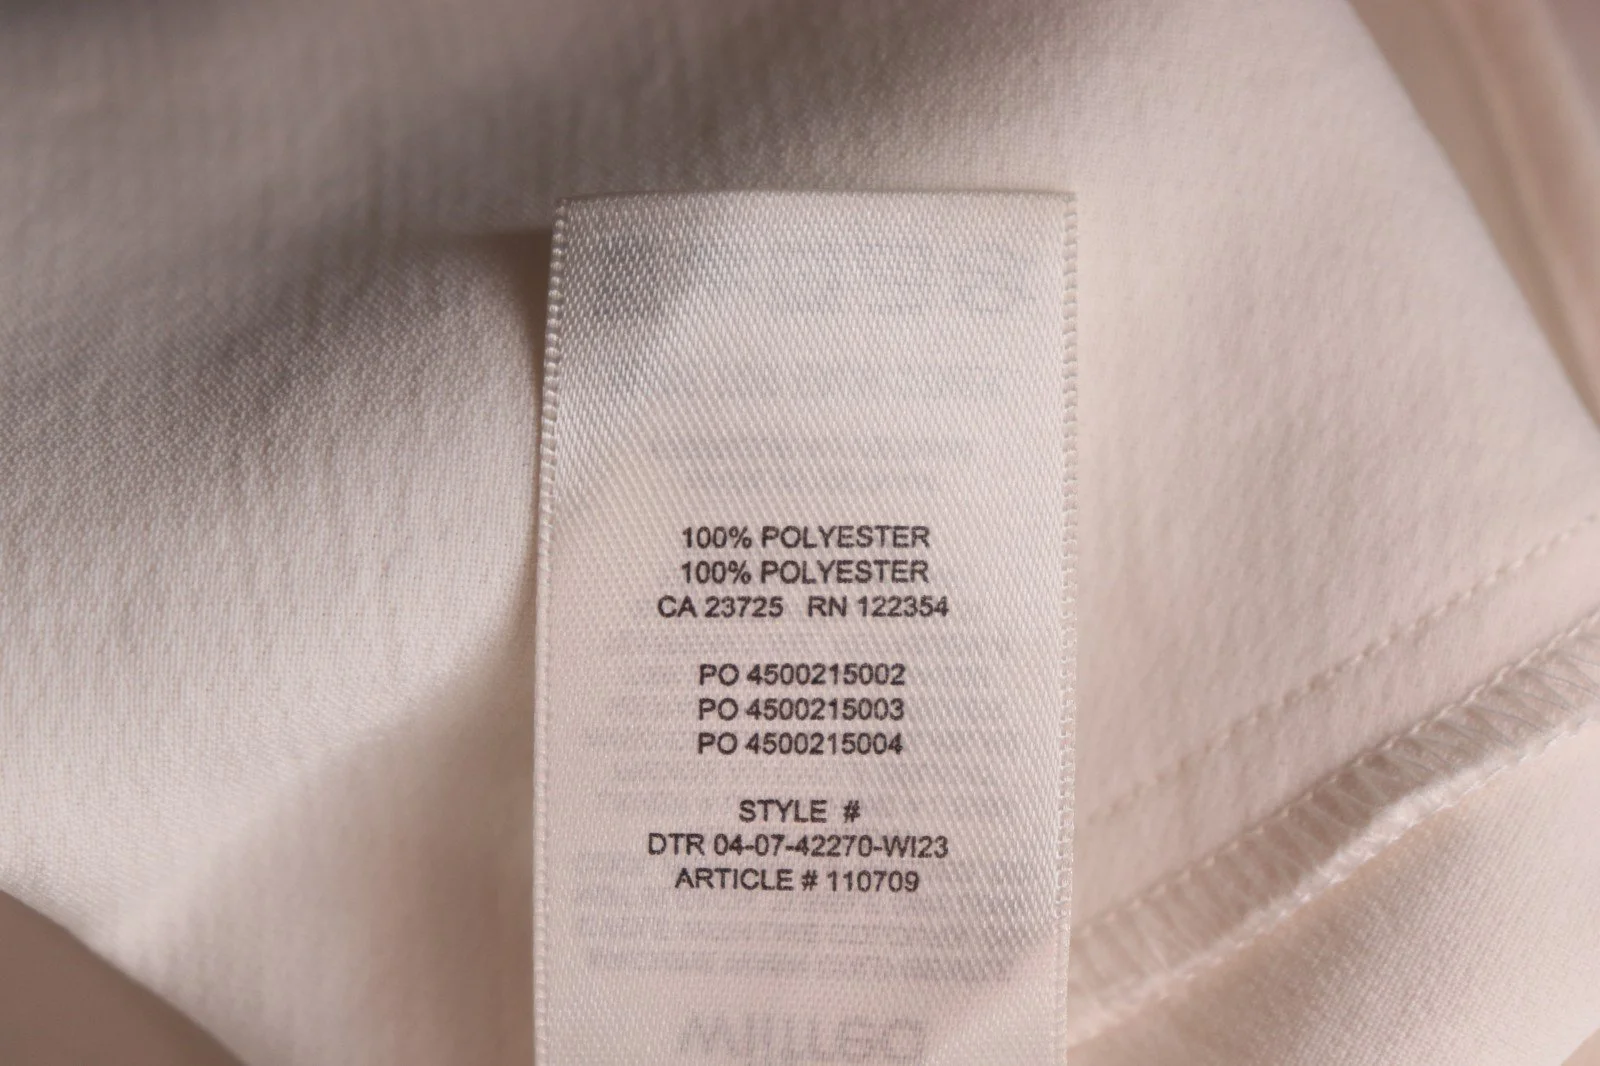 100% POLYESTER
100% POLYESTER
CA 23725 RN 122354
PO 4500215002
PO 4500215003
PO 4500215004
STYLE #
DTR 04-07-42270-WI23
ARTICLE # 110709